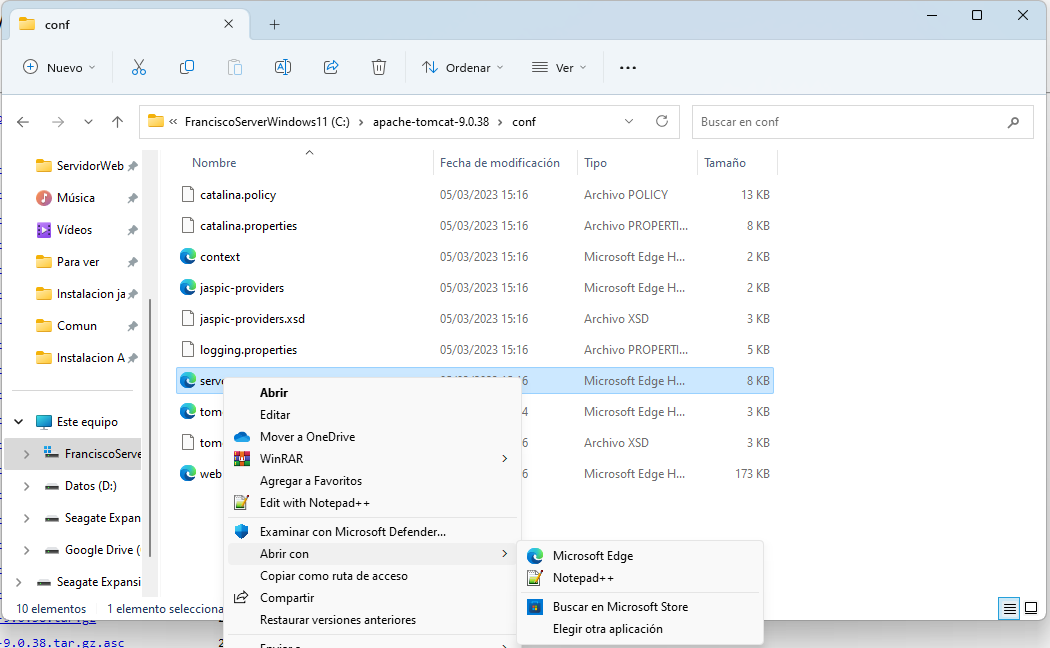 conf
Nuevo
Ordenar
Ver
« FranciscoServerWindows11 (C:) > apache-tomcat-9.0.38 > conf
Buscar en conf
ServidorWeb
Música
Vídeos
Para ver
Instalacion ja
Comun
Instalacion A
Este equipo
FranciscoServe
Datos (D:)
Seagate Expan
Google Drive (
Seagate Expansi
Nombre Fecha de modificación Tipo Tamaño
catalina.policy 05/03/2023 15:16 Archivo POLICY 13 KB
catalina.properties 05/03/2023 15:16 Archivo PROPERTI... 8 KB
context 05/03/2023 15:16 Microsoft Edge H... 2 KB
jaspic-providers 05/03/2023 15:16 Microsoft Edge H... 2 KB
jaspic-providers.xsd 05/03/2023 15:16 Archivo XSD 3 KB
logging.properties 05/03/2023 15:16 Archivo PROPERTI... 5 KB
serve Microsoft Edge H... 8 KB
tom 4 Microsoft Edge H... 3 KB
tom 6 Archivo XSD 3 KB
web 6 Microsoft Edge H... 173 KB
Abrir
Editar
Mover a OneDrive
WinRAR
Agregar a Favoritos
Edit with Notepad++
Examinar con Microsoft Defender...
Abrir con
Copiar como ruta de acceso
Compartir
Restaurar versiones anteriores
Microsoft Edge
Notepad++
Buscar en Microsoft Store
Elegir otra aplicación
10 elementos 1 elemento selecciona
-9.0.38.tar.gz.asc 2